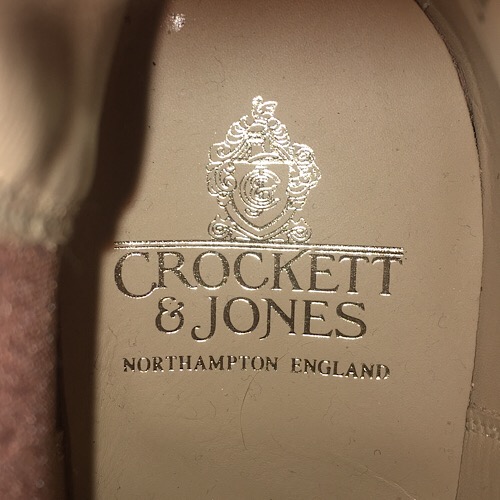 CROCKETT
& JONES
NORTHAMPTON ENGLAND